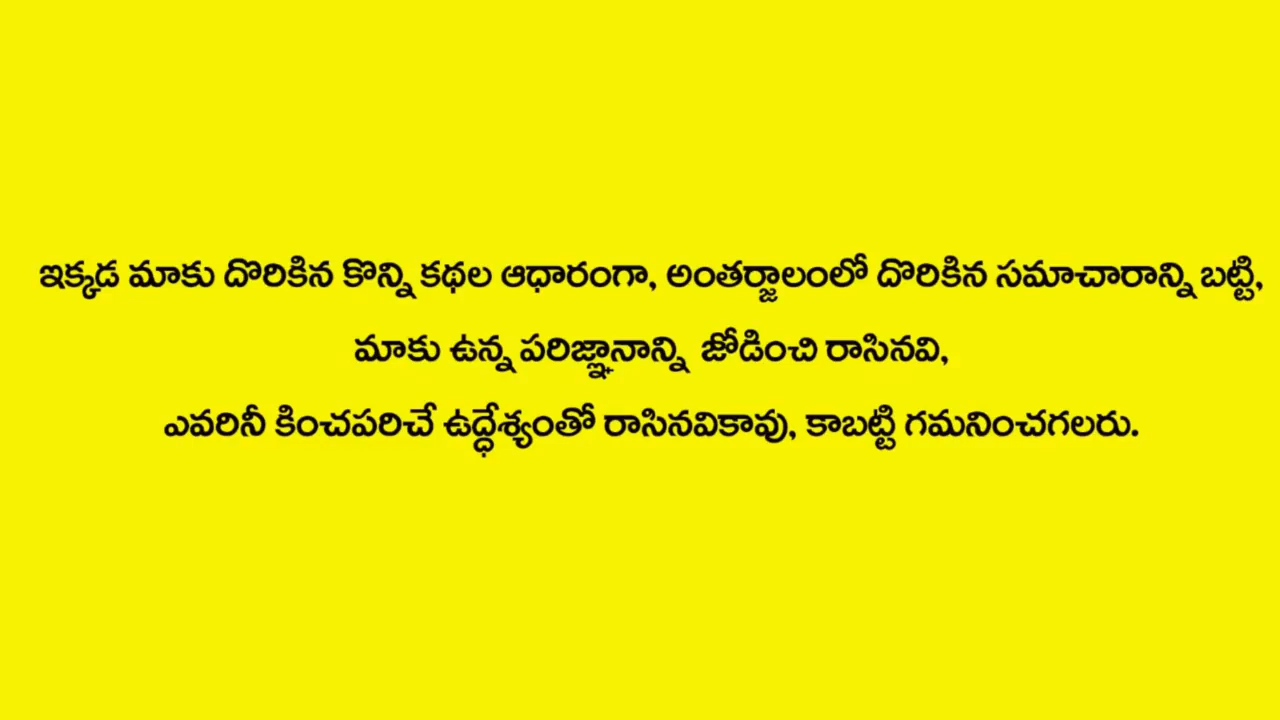 ఇక్కడ మాకు దొరికిన కొన్ని కథల ఆధారంగా, అంతర్జాలంలో దొరికిన సమాచారాన్ని బట్టి,
మాకు ఉన్న పరిజ్ఞానాన్ని జోడించి రాసినవి,
ఎవరినీ కించపరిచే ఉద్ధేశ్యంతో రాసినవికావు, కాబట్టి గమనించగలరు.